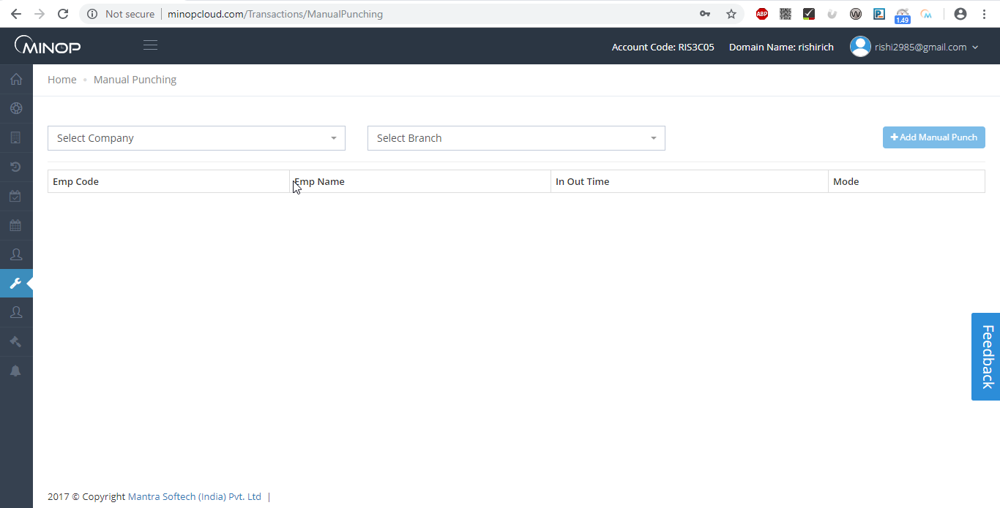 Not secure | minopcloud.com/Transactions/ManualPunching
ABP
1.49
MINOP
Account Code: RIS3C05 Domain Name: rishirich rishi2985@gmail.com
Home • Manual Punching
Select Company Select Branch + Add Manual Punch
Emp Code Emp Name In Out Time Mode
Feedback
2017 © Copyright Mantra Softech (India) Pvt. Ltd |